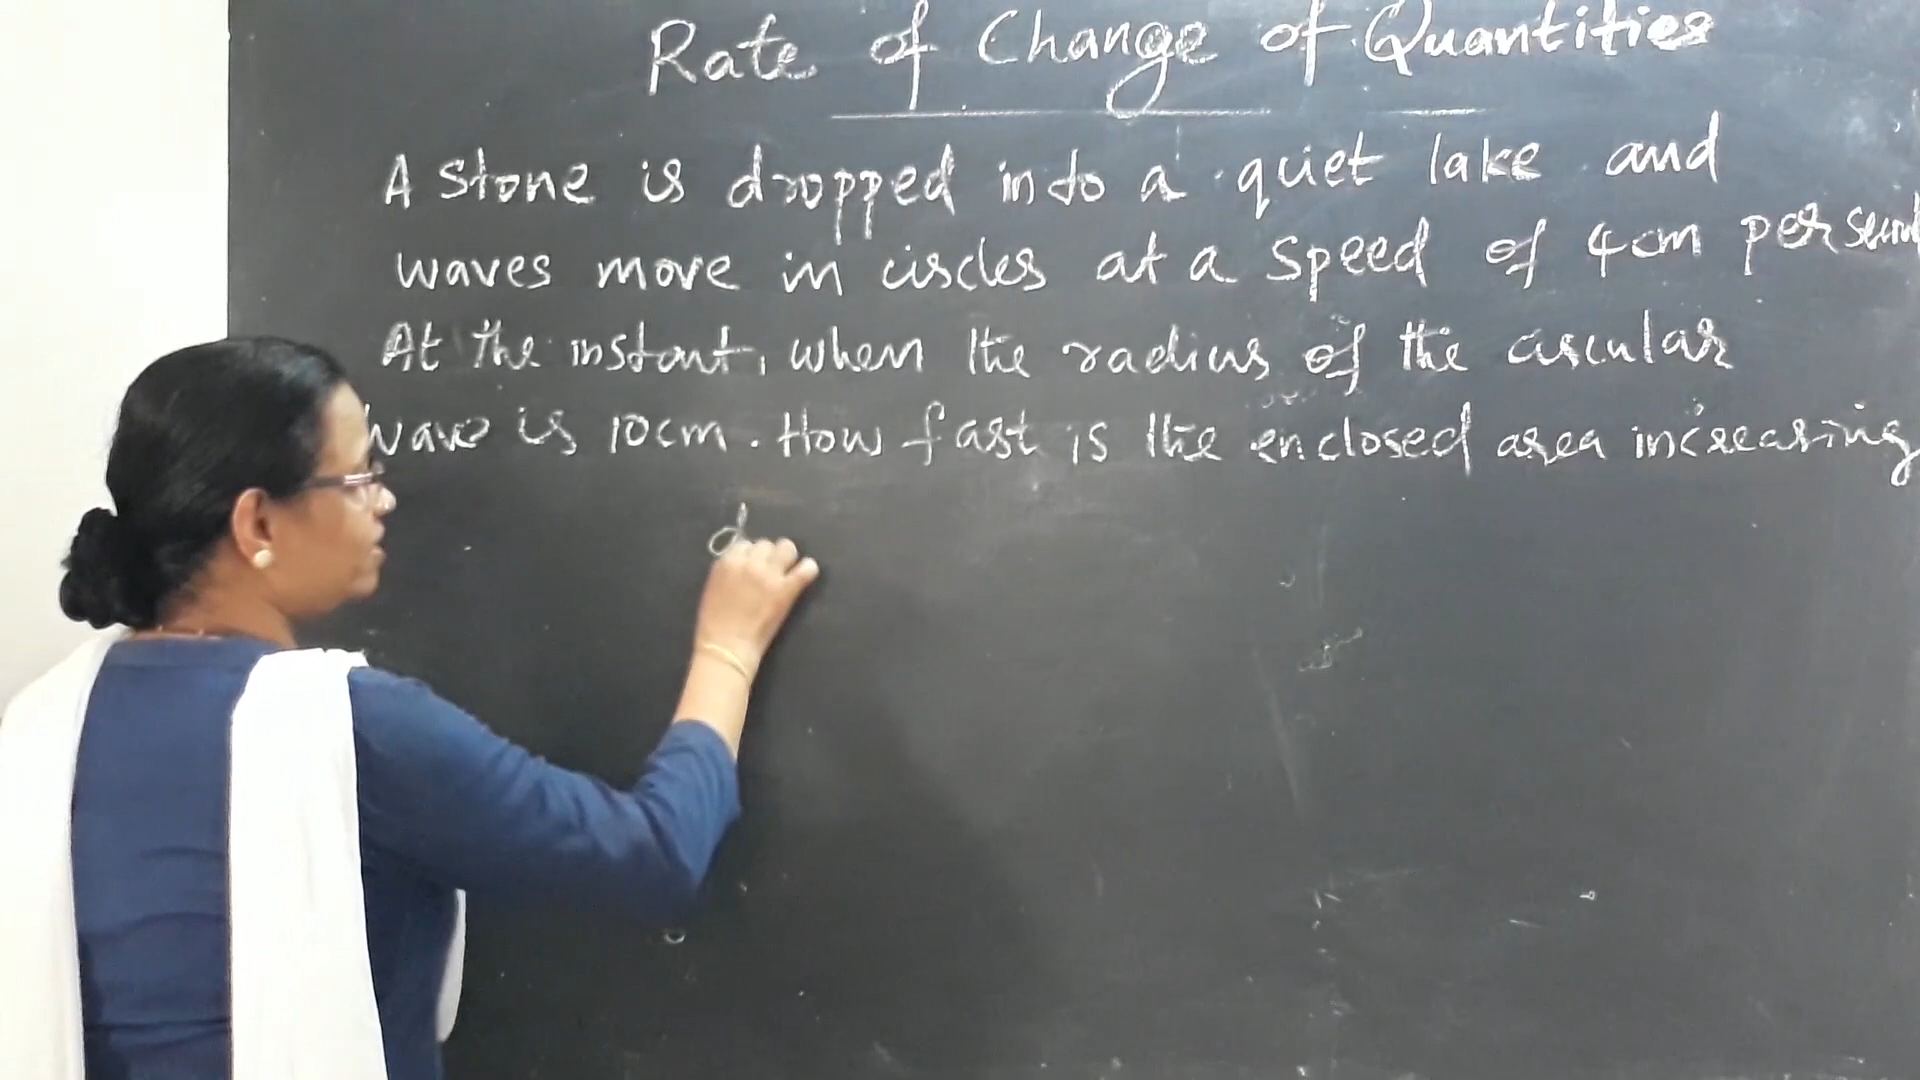 Rate of Change of Quantities
A stone is dropped into a quiet lake and
waves move in circles at a speed of 4cm per second
At the instant, when the radius of the circular
wave is 10cm. How fast is the enclosed area increasing
d